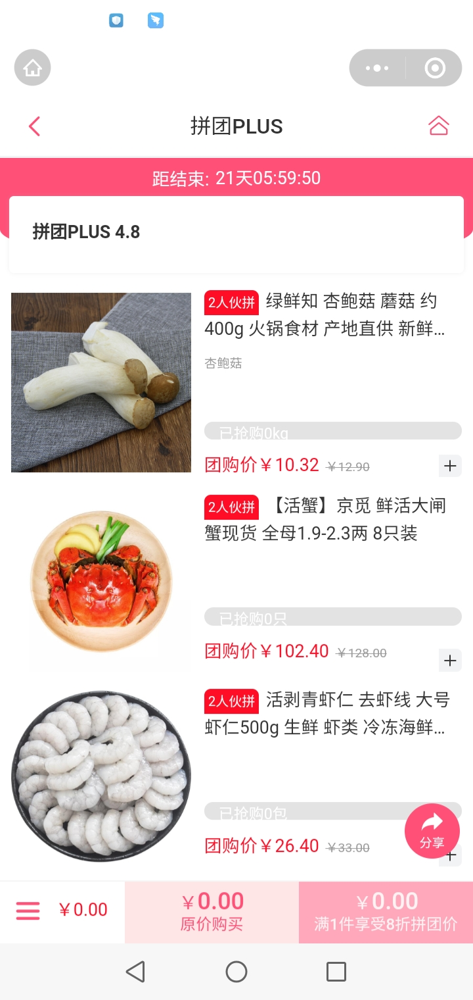 拼团PLUS
距结束: 21天05:59:50
拼团PLUS 4.8
2人伙拼 绿鲜知 杏鲍菇 蘑菇 约
400g 火锅食材 产地直供 新鲜...
杏鲍菇
已抢购0kg
团购价￥10.32 ￥12.90
2人伙拼 【活蟹】京觅 鲜活大闸
蟹现货 全母1.9-2.3两 8只装
已抢购0只
团购价￥102.40 ￥128.00
2人伙拼 活剥青虾仁 去虾线 大号
虾仁500g 生鲜 虾类 冷冻海鲜...
已抢购0包
分享
团购价￥26.40 ￥33.00
￥0.00
￥0.00
原价购买
￥0.00
满1件享受8折拼团价